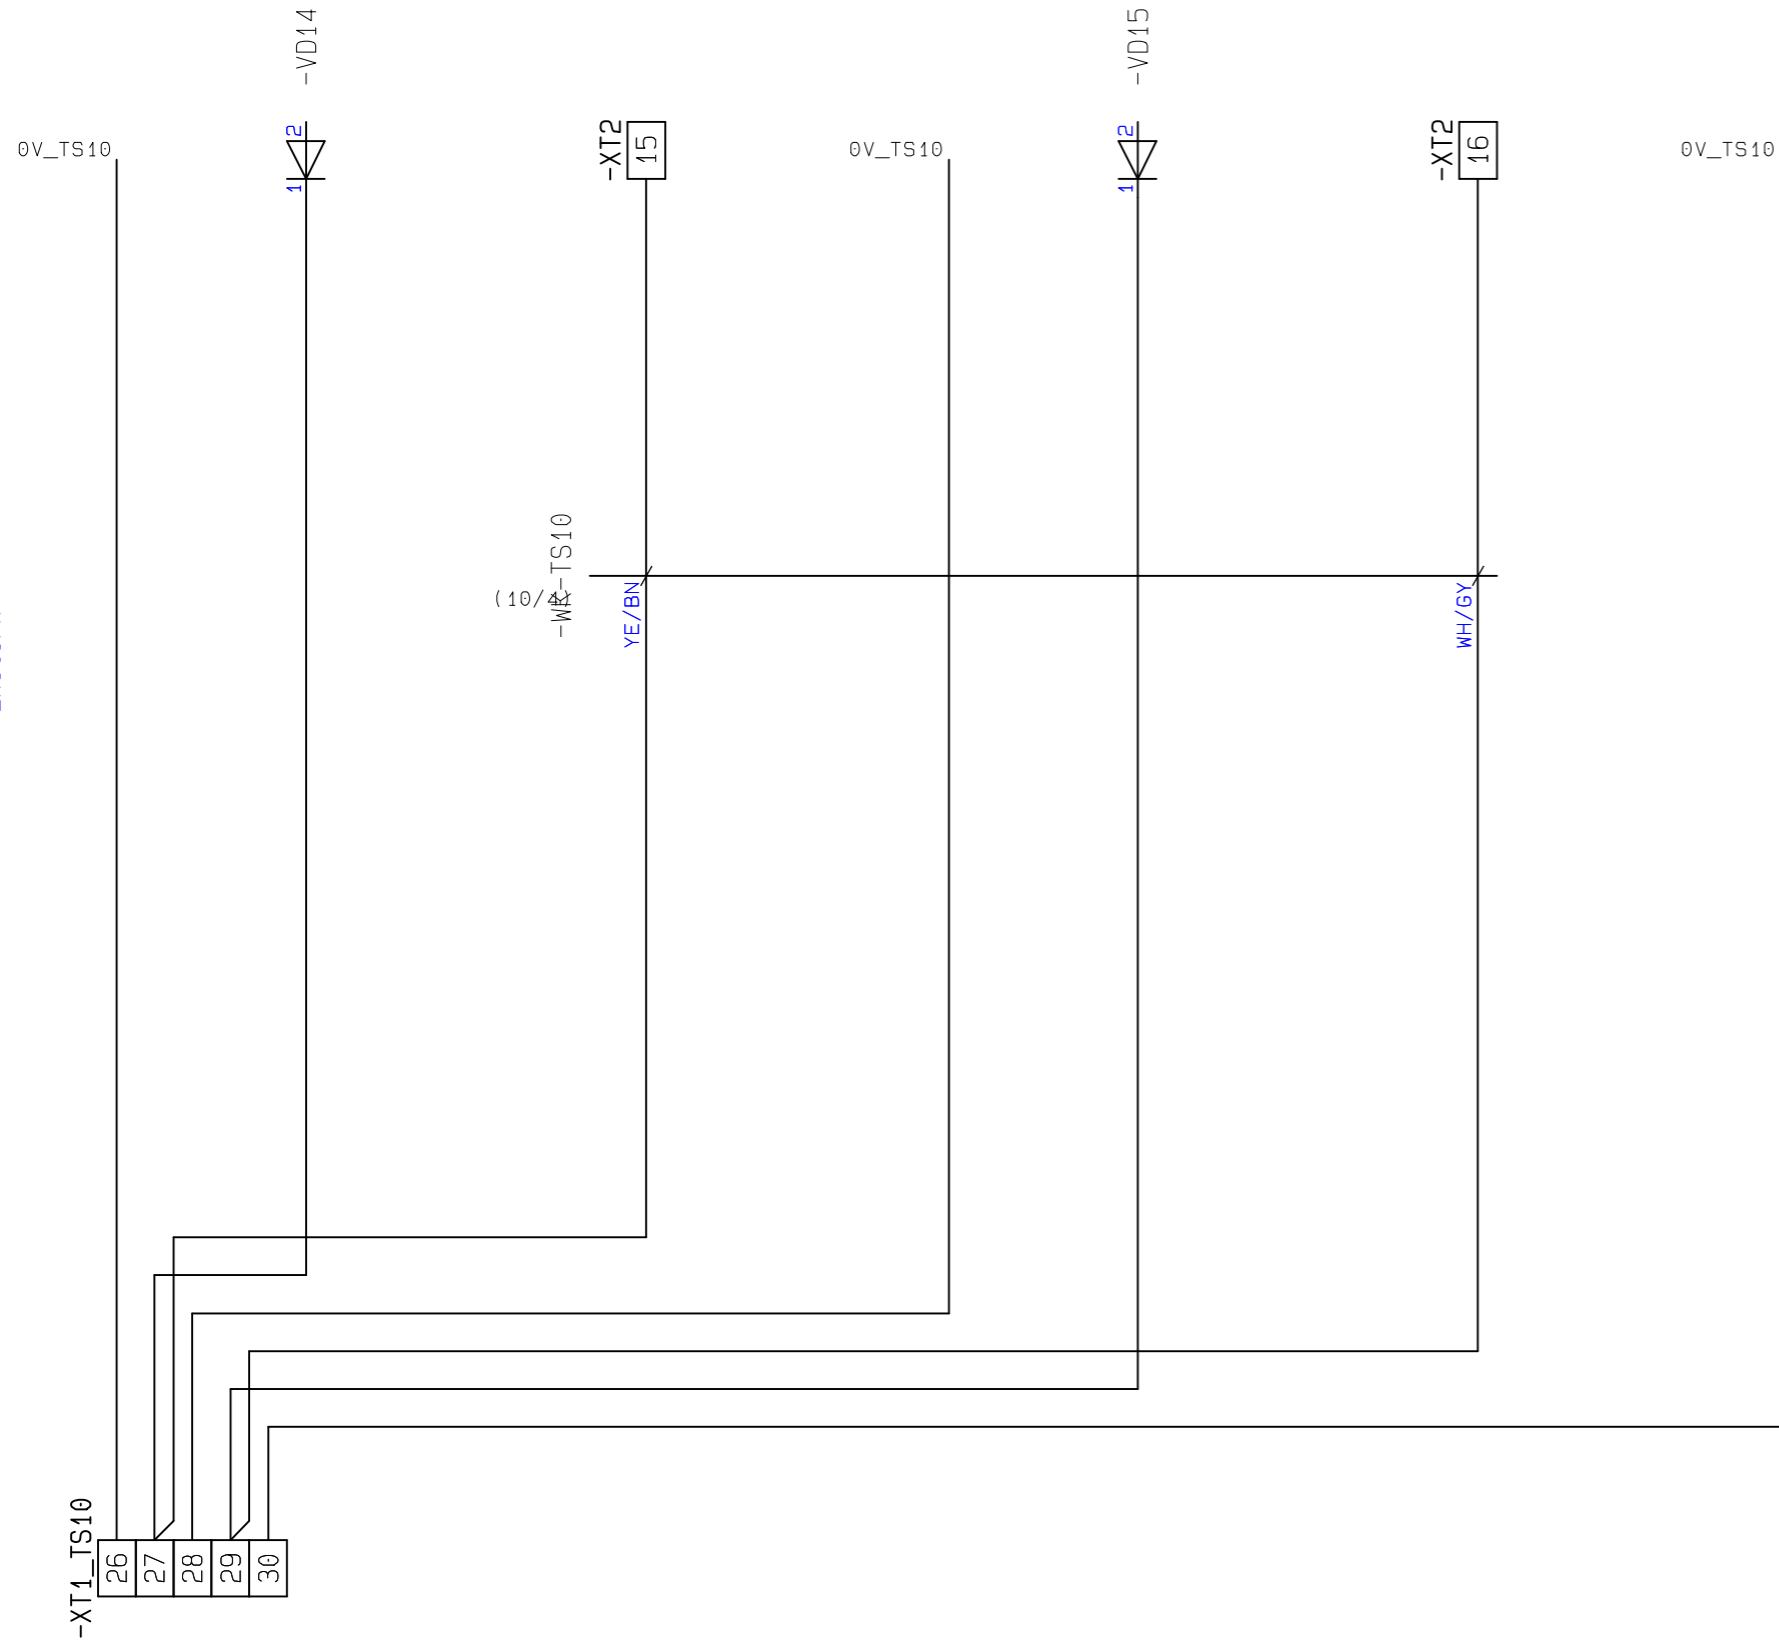 -VD14
-VD15
2
-XT2
15
2
-XT2
16
0V_TS10
0V_TS10
0V_TS10
1
1
-WK-TS10
(10/4)
YE/BN
WH/GY
-XT1_TS10
26
27
28
29
30